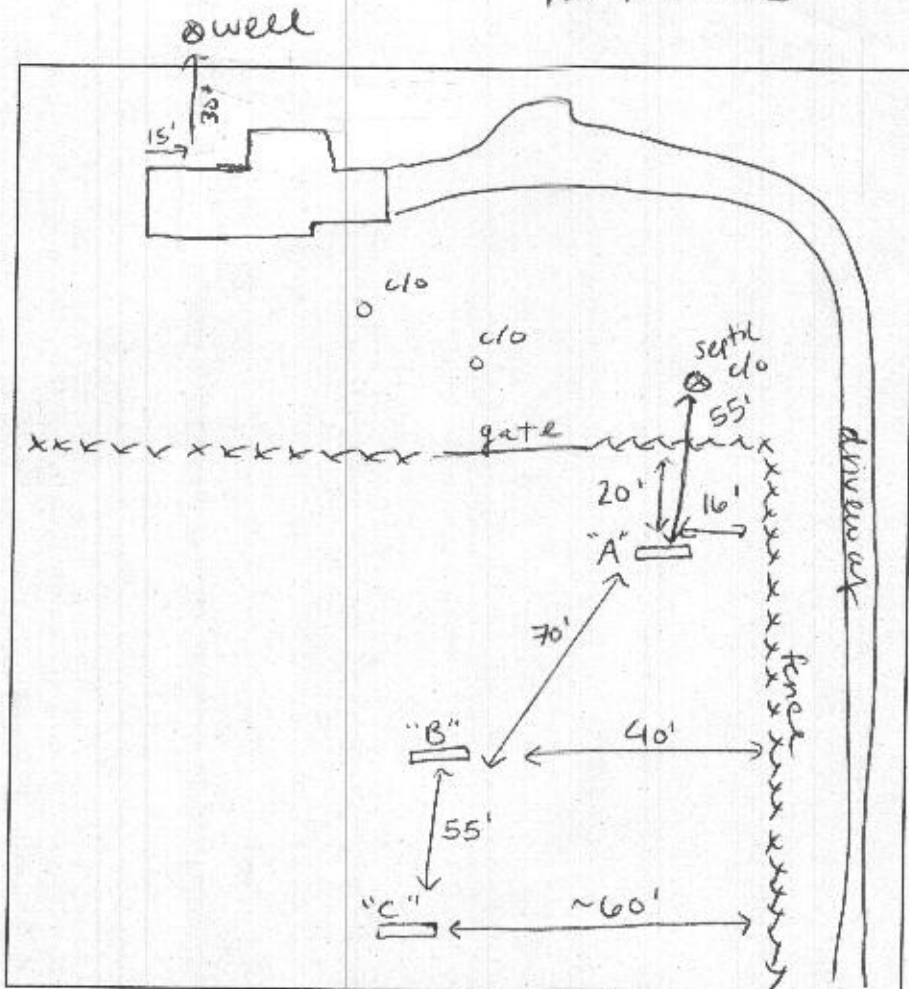 well
30'
15'
c/o
c/o
septic
c/o
55'
gate
20'
16'
"A"
driveway
70'
fence
"B"
40'
55'
"C"
~60'